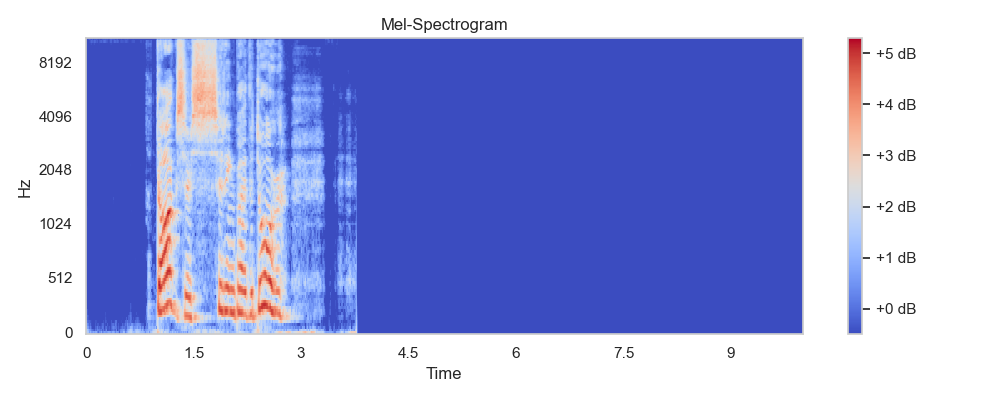 Mel-Spectrogram
8192
4096
2048
1024
512
0
Hz
0 1.5 3 4.5 6 7.5 9
Time
+5 dB
+4 dB
+3 dB
+2 dB
+1 dB
+0 dB